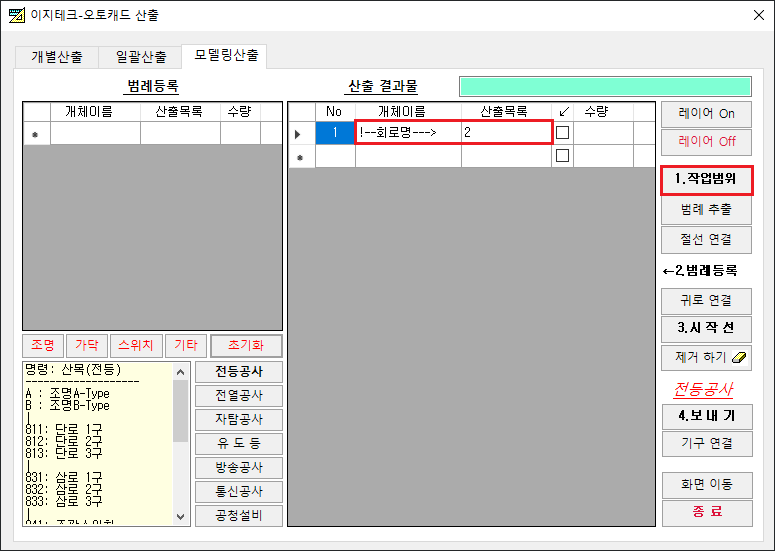 이지테크-오토캐드 산출
개별산출 일괄산출 모델링산출
범례등록
개체이름 산출목록 수량
*
산출 결과물
No 개체이름 산출목록 ↙ 수량
1 !--회로명---> 2
*
레이어 On
레이어 Off
1.작업범위
범례 추출
절선 연결
←2.범례등록
귀로 연결
3.시 작 선
제거 하기
전등공사
4.보 내 기
기구 연결
화면 이동
종 료
조명 가닥 스위치 기타 초기화
명령: 산목(전등)
-------------------
A : 조명A-Type
B : 조명B-Type
|
811: 단로 1구
812: 단로 2구
813: 단로 3구
|
831: 삼로 1구
832: 삼로 2구
833: 삼로 3구
|
전등공사
전열공사
자탐공사
유 도 등
방송공사
통신공사
공청설비